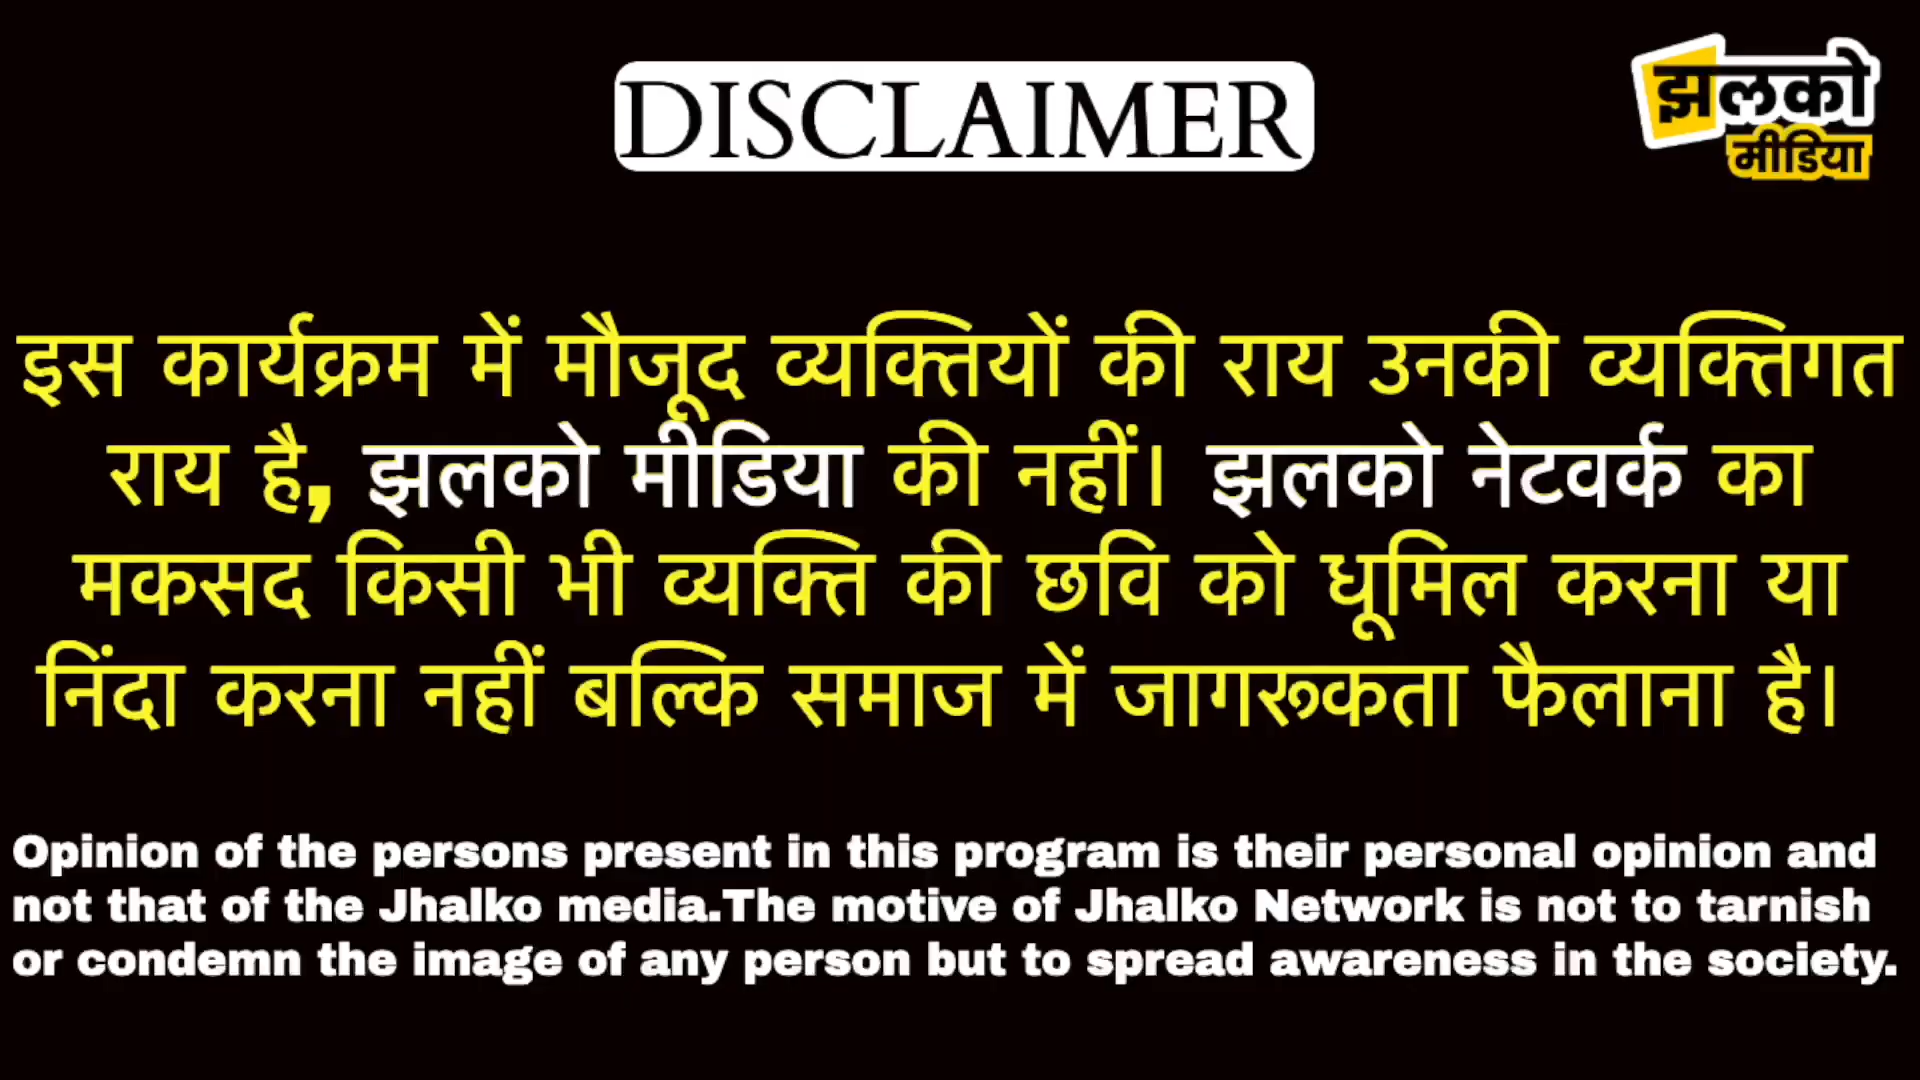 DISCLAIMER
झलको
मीडिया
इस कार्यक्रम में मौजूद व्यक्तियों की राय उनकी व्यक्तिगत
राय है, झलको मीडिया की नहीं। झलको नेटवर्क का
मकसद किसी भी व्यक्ति की छवि को धूमिल करना या
निंदा करना नहीं बल्कि समाज में जागरूकता फैलाना है।
Opinion of the persons present in this program is their personal opinion and
not that of the Jhalko media.The motive of Jhalko Network is not to tarnish
or condemn the image of any person but to spread awareness in the society.